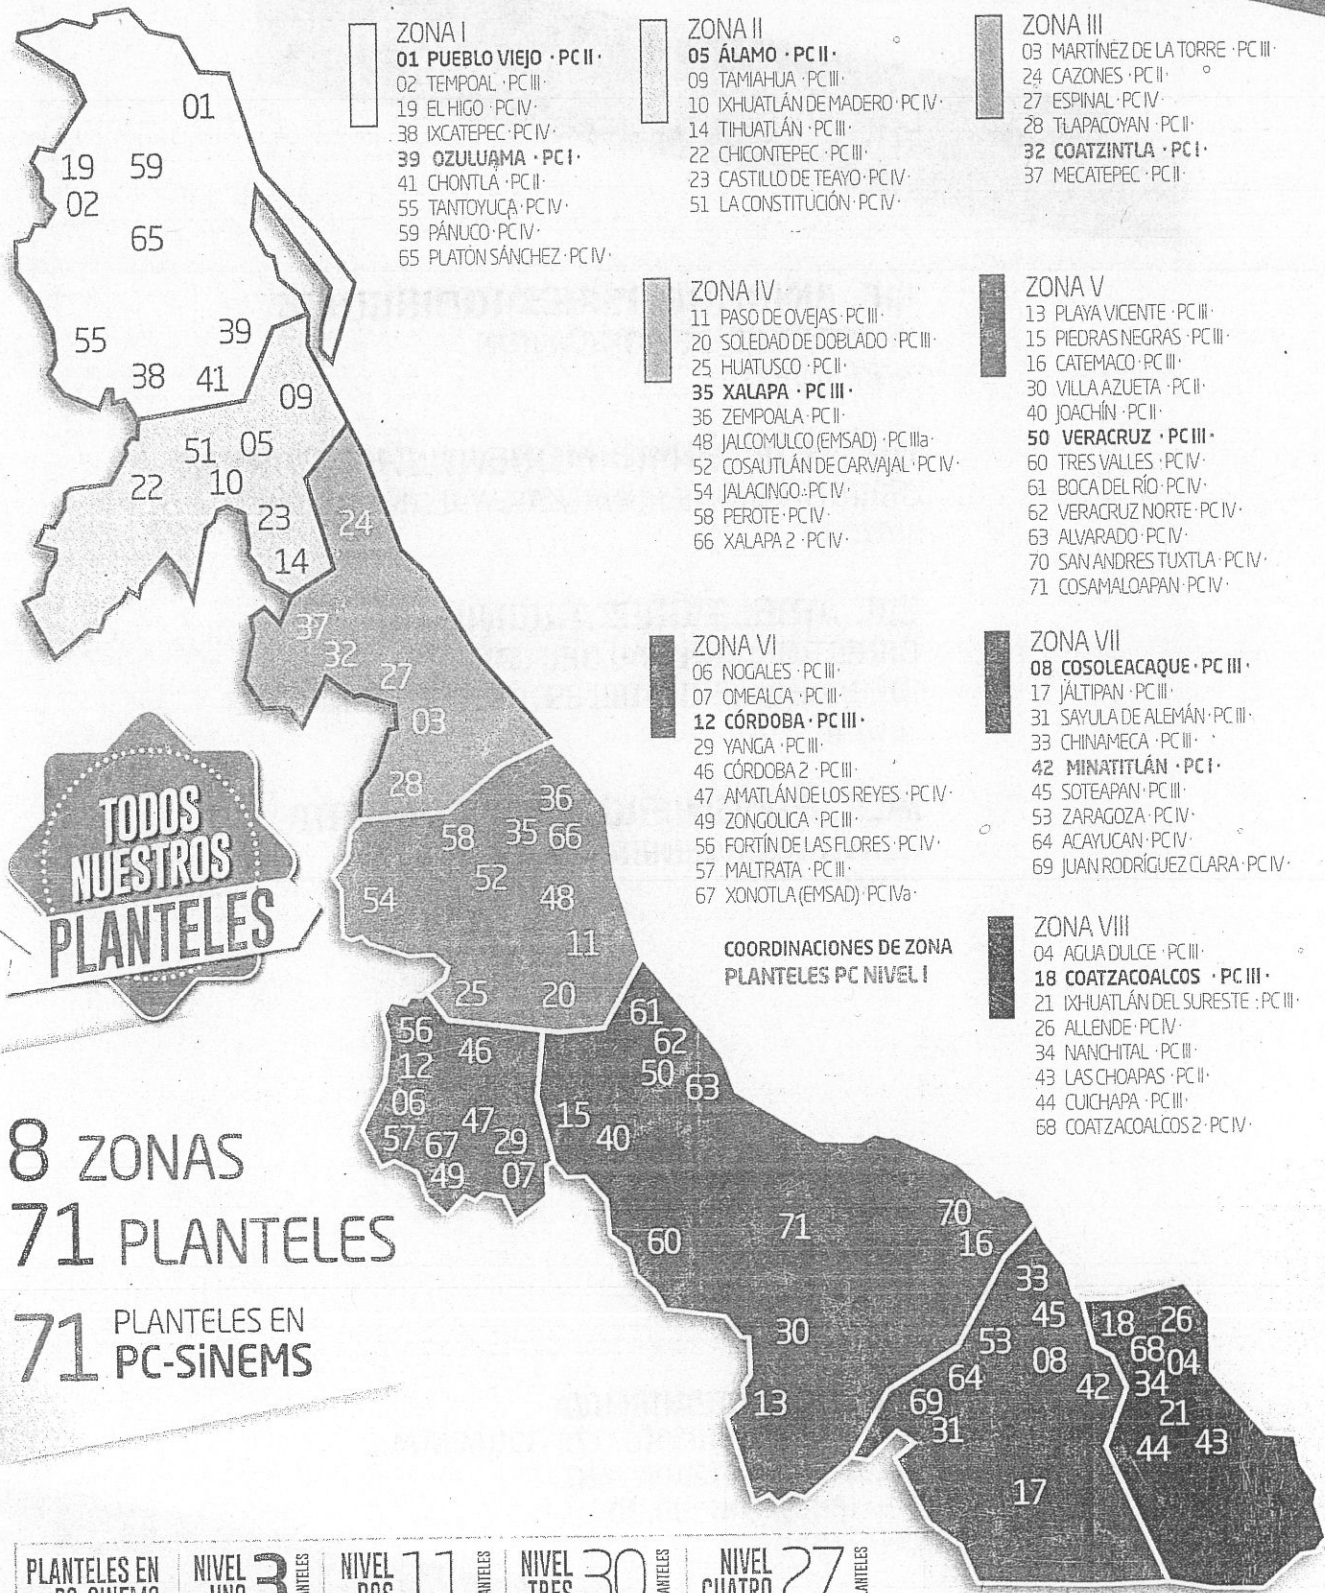 ZONA I
01 PUEBLO VIEJO · PC II ·
02 TEMPOAL · PC III ·
19 EL HIGO · PC IV ·
38 IXCATEPEC · PC IV ·
39 OZULUAMA · PC I ·
41 CHONTLA · PC II ·
55 TANTOYUCA · PC IV ·
59 PÁNUCO · PC IV ·
65 PLATÓN SÁNCHEZ · PC IV ·
ZONA II
05 ÁLAMO · PC II ·
09 TAMIAHUA · PC III ·
10 IXHUATLÁN DE MADERO · PC IV ·
14 TIHUATLÁN · PC III ·
22 CHICONTEPEC · PC III ·
23 CASTILLO DE TEAYO · PC IV ·
51 LA CONSTITUCIÓN · PC IV ·
ZONA III
03 MARTÍNEZ DE LA TORRE · PC III ·
24 CAZONES · PC II ·
27 ESPINAL · PC IV ·
28 TLAPACOYAN · PC II ·
32 COATZINTLA · PC I ·
37 MECATEPEC · PC II ·
ZONA IV
11 PASO DE OVEJAS · PC III ·
20 SOLEDAD DE DOBLADO · PC III ·
25 HUATUSCO · PC II ·
35 XALAPA · PC III ·
36 ZEMPOALA · PC II ·
48 JALCOMULCO (EMSAD) · PC IIIa ·
52 COSAUTLÁN DE CARVAJAL · PC IV ·
54 JALACINGO · PC IV ·
58 PEROTE · PC IV ·
66 XALAPA 2 · PC IV ·
ZONA V
13 PLAYA VICENTE · PC III ·
15 PIEDRAS NEGRAS · PC III ·
16 CATEMACO · PC III ·
30 VILLA AZUETA · PC II ·
40 JOACHÍN · PC II ·
50 VERACRUZ · PC III ·
60 TRES VALLES · PC IV ·
61 BOCA DEL RÍO · PC IV ·
62 VERACRUZ NORTE · PC IV ·
63 ALVARADO · PC IV ·
70 SAN ANDRES TUXTLA · PC IV ·
71 COSAMALOAPAN · PC IV ·
ZONA VI
06 NOGALES · PC III ·
07 OMEALCA · PC III ·
12 CÓRDOBA · PC III ·
29 YANGA · PC III ·
46 CÓRDOBA 2 · PC III ·
47 AMATLÁN DE LOS REYES · PC IV ·
49 ZONGOLICA · PC III ·
56 FORTÍN DE LAS FLORES · PC IV ·
57 MALTRATA · PC III ·
67 XONOTLA (EMSAD) · PC IVa ·
COORDINACIONES DE ZONA
PLANTELES PC NIVEL I
ZONA VII
08 COSOLEACAQUE · PC III ·
17 JÁLTIPAN · PC III ·
31 SAYULA DE ALEMÁN · PC III ·
33 CHINAMECA · PC III ·
42 MINATITLÁN · PC I ·
45 SOTEAPAN · PC III ·
53 ZARAGOZA · PC IV ·
64 ACAYUCAN · PC IV ·
69 JUAN RODRÍGUEZ CLARA · PC IV ·
ZONA VIII
04 AGUA DULCE · PC III ·
18 COATZACOALCOS · PC III ·
21 IXHUATLÁN DEL SURESTE · PC III ·
26 ALLENDE · PC IV ·
34 NANCHITAL · PC III ·
43 LAS CHOAPAS · PC II ·
44 CUICHAPA · PC III ·
68 COATZACOALCOS 2 · PC IV ·
01
19 59
02
65
55 39
38 41
09
51 05
22 10
23
14
24
37
32
27
03
28
36
58 35 66
52
54 48
11
25 20
56
12 46
06
57 67 47 29
49 07
61
62
50 63
15
40
60 71 70
16
30
13
33
45
53 08
64 42
69
31
17
18 26
68 04
34
21
44 43
TODOS
NUESTROS
PLANTELES
8 ZONAS
71 PLANTELES
71 PLANTELES EN
PC-SiNEMS
PLANTELES EN
PC-SINEMS
NIVEL
UNO 3 PLANTELES
NIVEL
DOS 11 PLANTELES
NIVEL
TRES 30 PLANTELES
NIVEL
CUATRO 27 PLANTELES